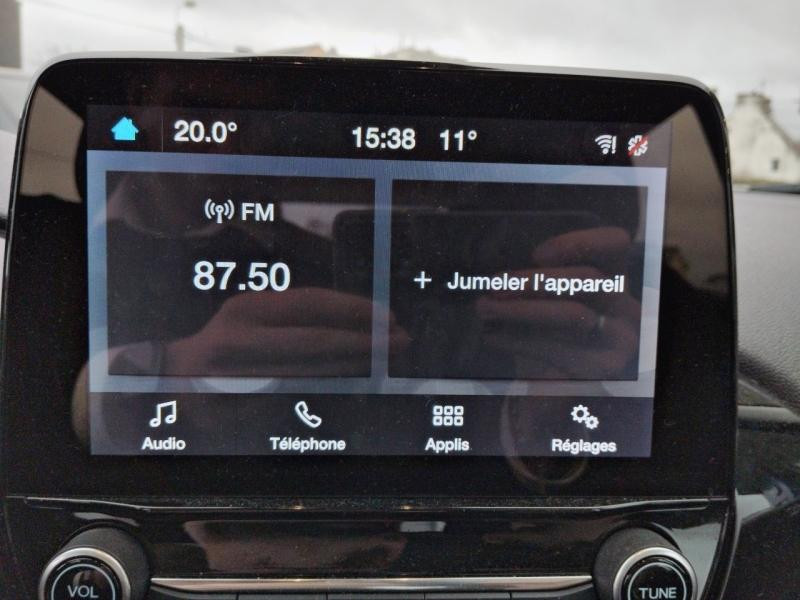 20.0° 15:38 11°
FM
87.50
+ Jumeler l'appareil
Audio Téléphone Applis Réglages
VOL TUNE